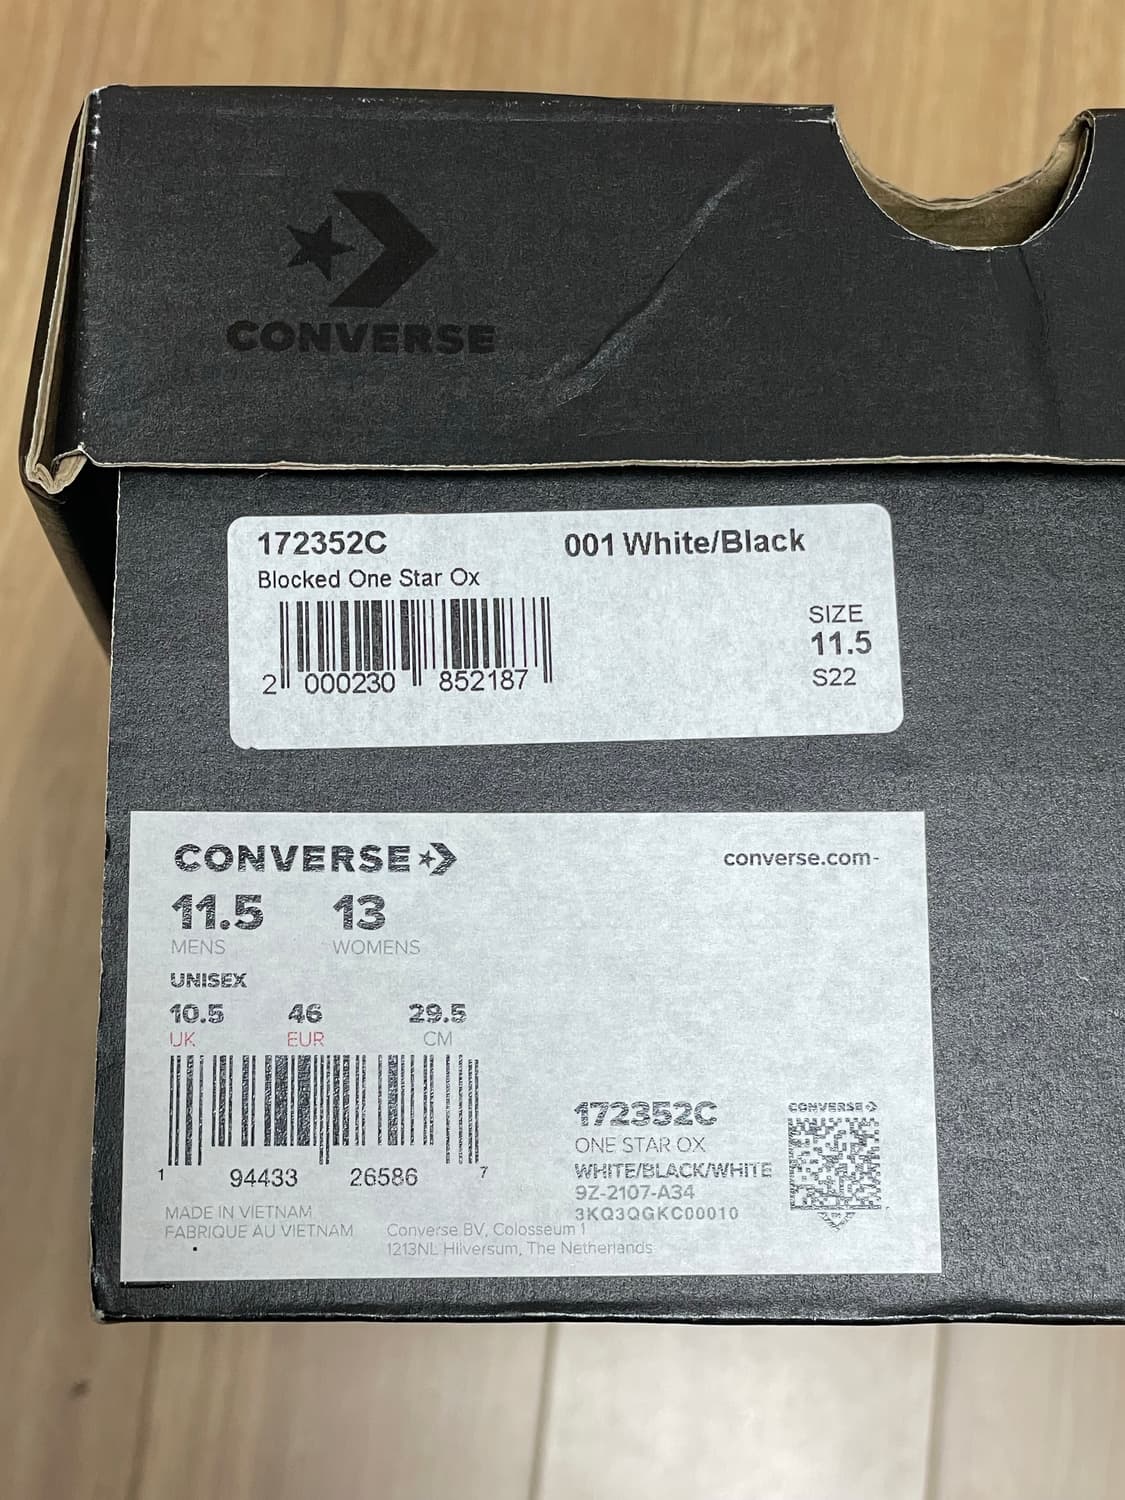 CONVERSE
172352C 001 White/Black
Blocked One Star Ox
SIZE
11.5
S22
2 000230 852187
CONVERSE converse.com-
11.5 13
MENS WOMENS
UNISEX
10.5 46 29.5
UK EUR CM
1 94433 26586 7
CONVERSE
172352C
ONE STAR OX
WHITE/BLACK/WHITE
9Z-2107-A34
3KQ3QGKC00010
MADE IN VIETNAM
FABRIQUE AU VIETNAM
Converse BV, Colosseum 1
1213NL Hilversum, The Netherlands